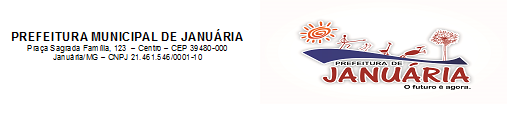 PREFEITURA MUNICIPAL DE JANUÁRIA
Praça Sagrada Família, 123 – Centro – CEP 39480-000
Januária/MG – CNPJ 21.461.546/0001-10
PREFEITURA DE
JANUÁRIA
O futuro é agora.